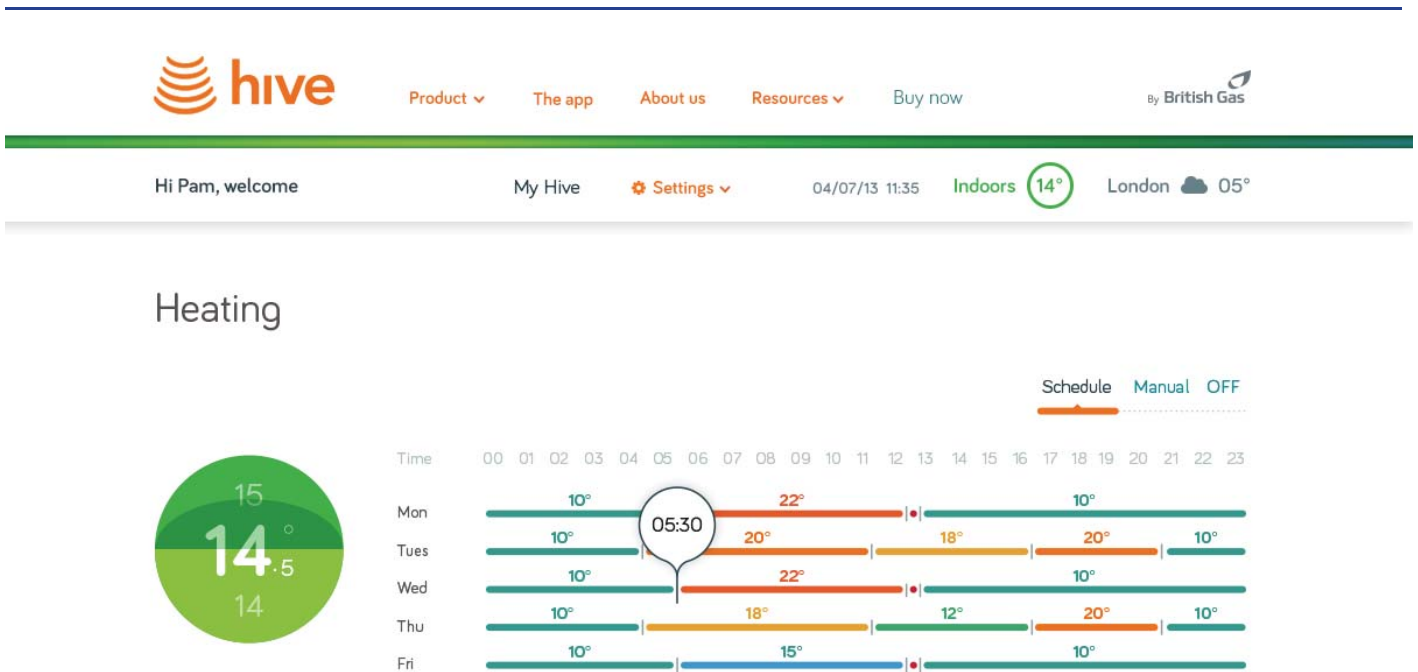 hive
Product The app About us Resources Buy now
By British Gas
Hi Pam, welcome My Hive Settings 04/07/13 11:35 Indoors 14° London 05°
Heating
Schedule Manual OFF
Time 00 01 02 03 04 05 06 07 08 09 10 11 12 13 14 15 16 17 18 19 20 21 22 23
15
14.5°
14
Mon 10° 22° 10°
05:30
Tues 10° 20° 18° 20° 10°
Wed 10° 22° 10°
Thu 10° 18° 12° 20° 10°
Fri 10° 15° 10°